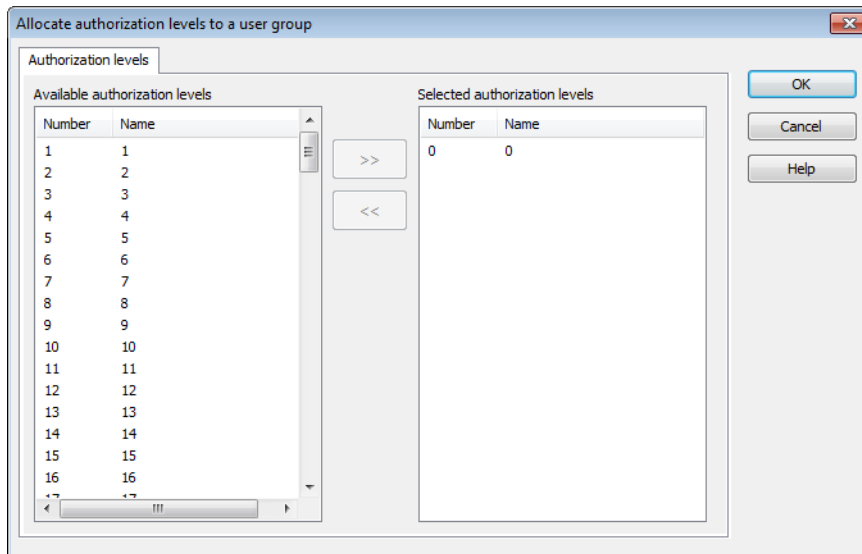 Allocate authorization levels to a user group
Authorization levels
Available authorization levels
Number Name
1 1
2 2
3 3
4 4
5 5
6 6
7 7
8 8
9 9
10 10
11 11
12 12
13 13
14 14
15 15
16 16
17 17
>>
<<
Selected authorization levels
Number Name
0 0
OK
Cancel
Help